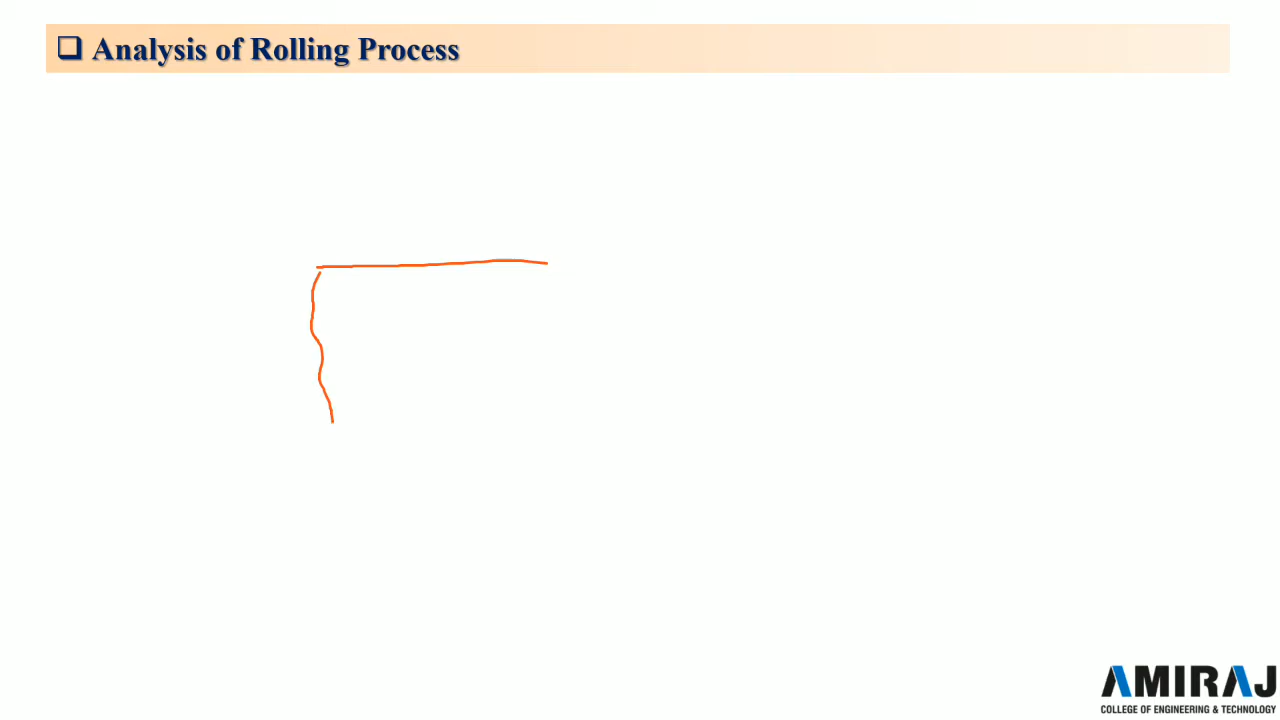 Analysis of Rolling Process
AMIRAJ
COLLEGE OF ENGINEERING & TECHNOLOGY